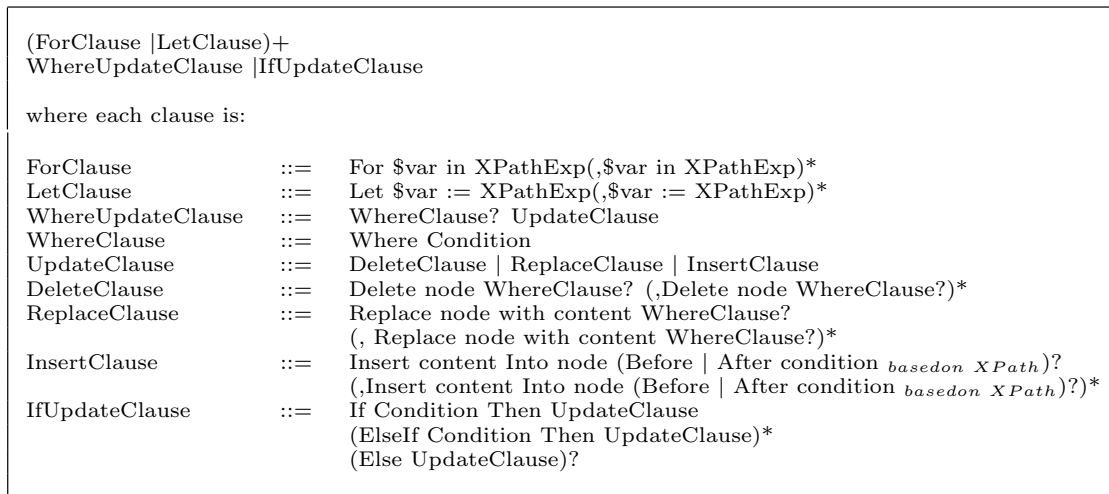 (ForClause |LetClause)+
WhereUpdateClause |IfUpdateClause
where each clause is:
ForClause ::= For $var in XPathExp(,$var in XPathExp)*
LetClause ::= Let $var := XPathExp(,$var := XPathExp)*
WhereUpdateClause ::= WhereClause? UpdateClause
WhereClause ::= Where Condition
UpdateClause ::= DeleteClause | ReplaceClause | InsertClause
DeleteClause ::= Delete node WhereClause? (,Delete node WhereClause?)*
ReplaceClause ::= Replace node with content WhereClause?
(, Replace node with content WhereClause?)*
InsertClause ::= Insert content Into node (Before | After condition basedon XPath)?
(,Insert content Into node (Before | After condition basedon XPath)?)*
IfUpdateClause ::= If Condition Then UpdateClause
(ElseIf Condition Then UpdateClause)*
(Else UpdateClause)?